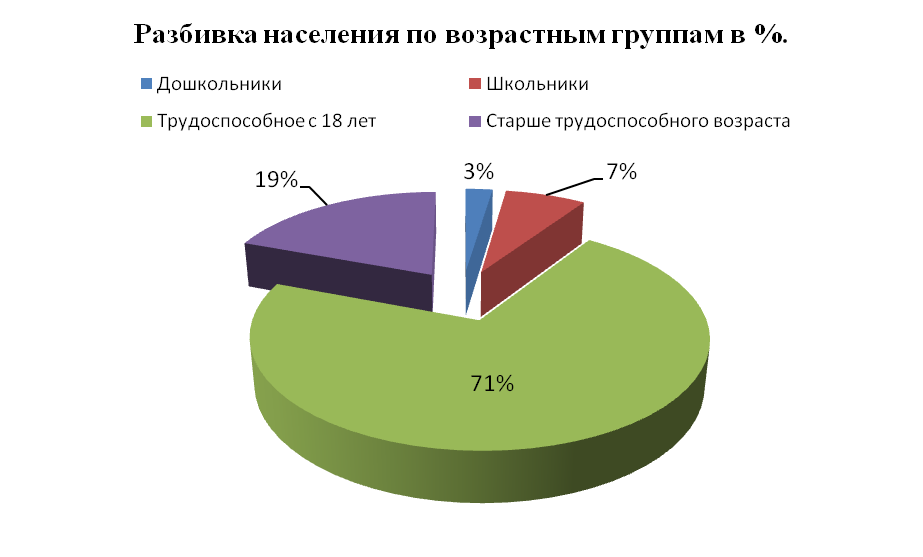 Разбивка населения по возрастным группам в %.
Дошкольники
Школьники
Трудоспособное с 18 лет
Старше трудоспособного возраста
3%
7%
19%
71%